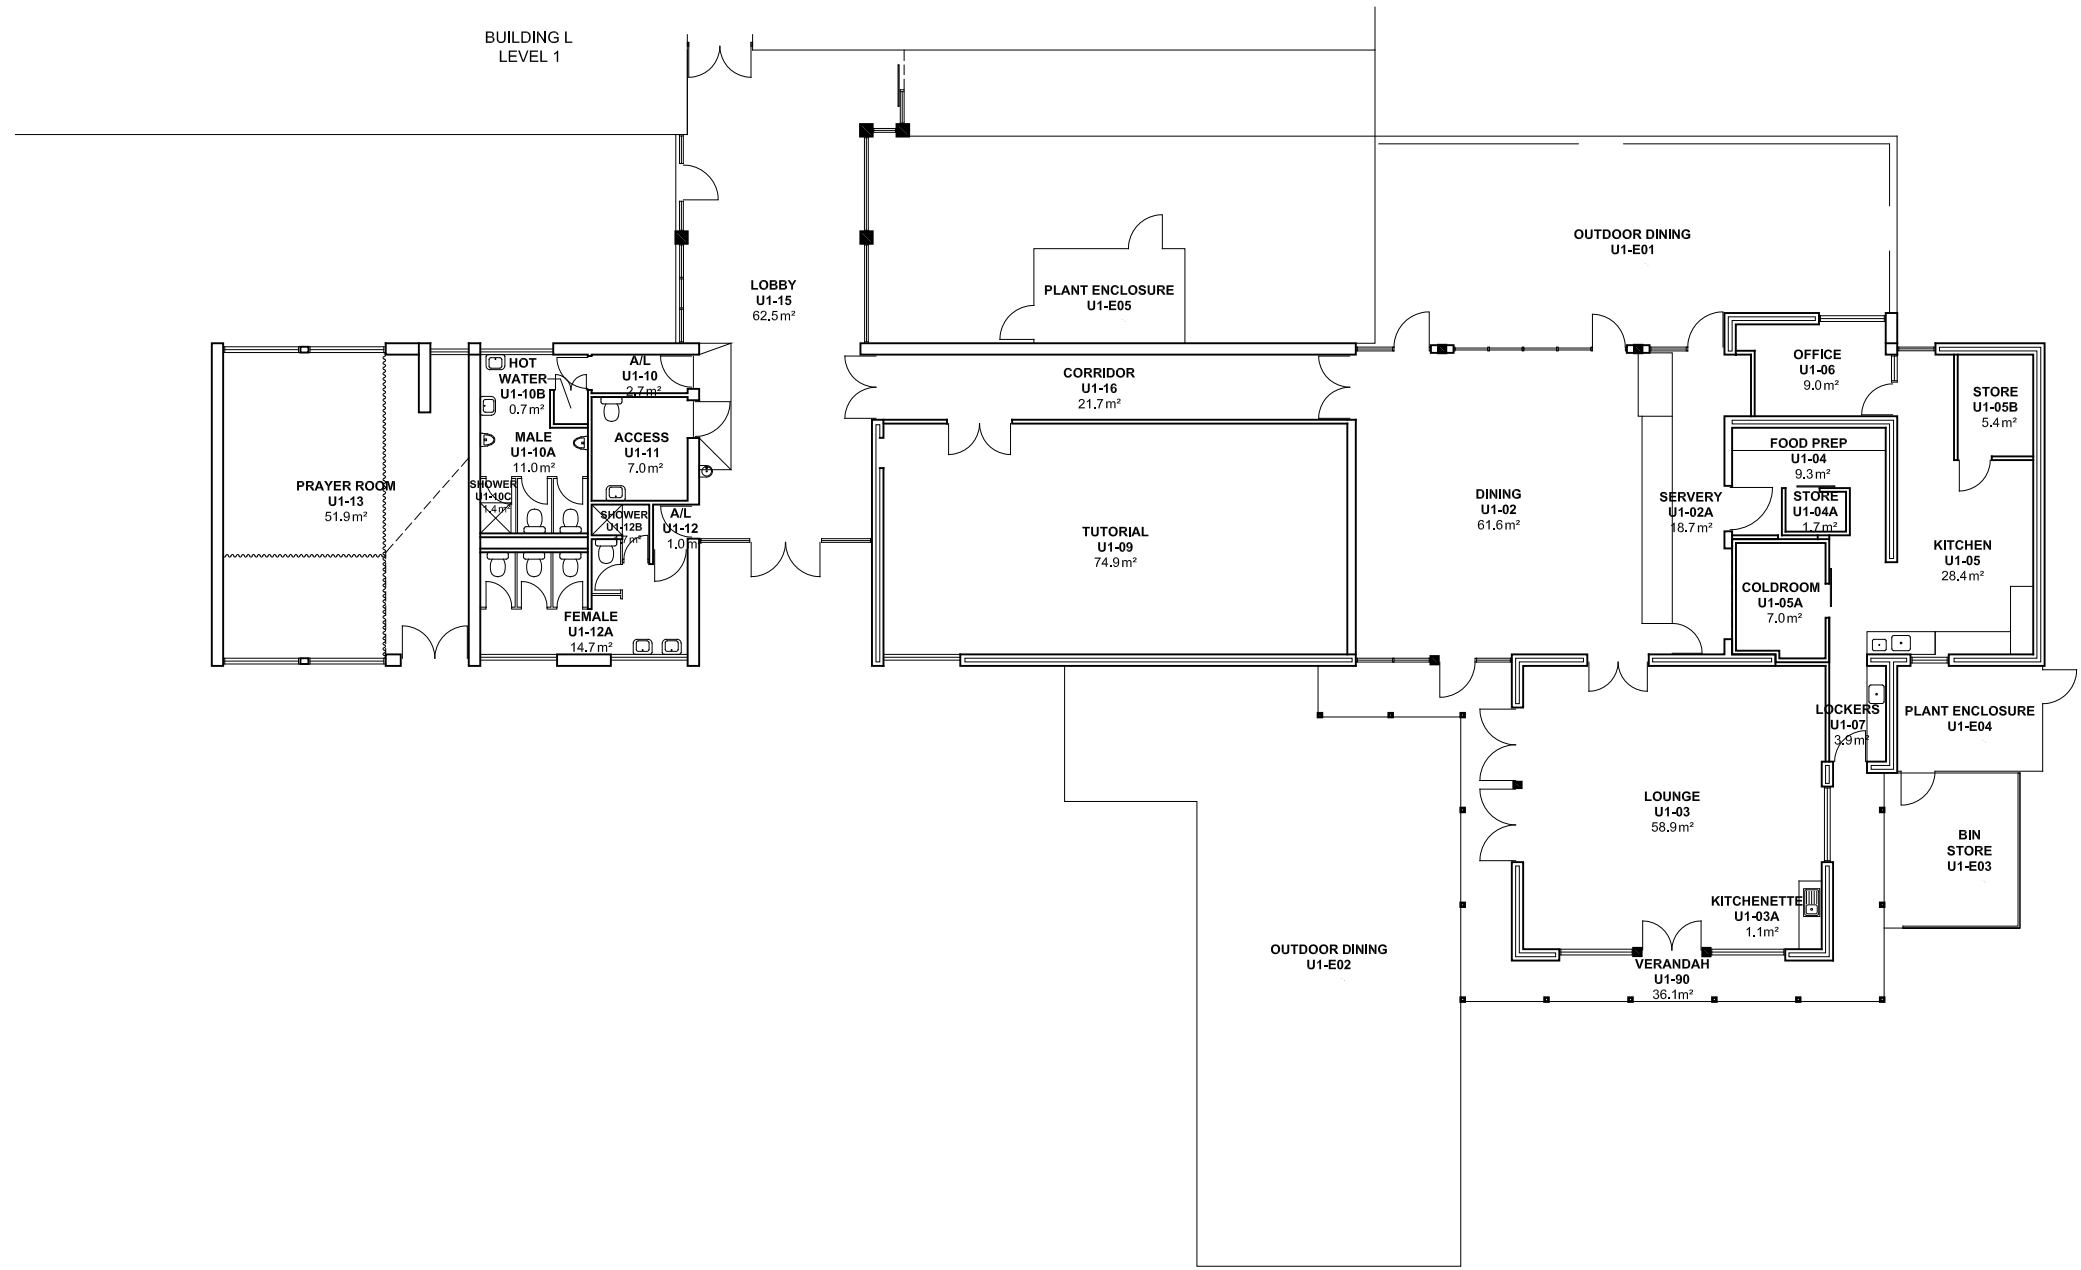 BUILDING L
LEVEL 1
OUTDOOR DINING
U1-E01
LOBBY
U1-15
62.5m²
PLANT ENCLOSURE
U1-E05
HOT
WATER
U1-10B
0.7m²
A/L
U1-10
2.7m²
CORRIDOR
U1-16
21.7m²
OFFICE
U1-06
9.0m²
STORE
U1-05B
5.4m²
MALE
U1-10A
11.0m²
ACCESS
U1-11
7.0m²
FOOD PREP
U1-04
9.3m²
PRAYER ROOM
U1-13
51.9m²
SHOWER
U1-10C
1.4m²
DINING
U1-02
61.6m²
SERVERY
U1-02A
18.7m²
STORE
U1-04A
1.7m²
SHOWER
U1-12B
A/L
U1-12
1.0m
TUTORIAL
U1-09
74.9m²
KITCHEN
U1-05
28.4m²
COLDROOM
U1-05A
7.0m²
FEMALE
U1-12A
14.7m²
LOCKERS
U1-07
3.9m²
PLANT ENCLOSURE
U1-E04
LOUNGE
U1-03
58.9m²
BIN
STORE
U1-E03
KITCHENETTE
U1-03A
1.1m²
OUTDOOR DINING
U1-E02
VERANDAH
U1-90
36.1m²